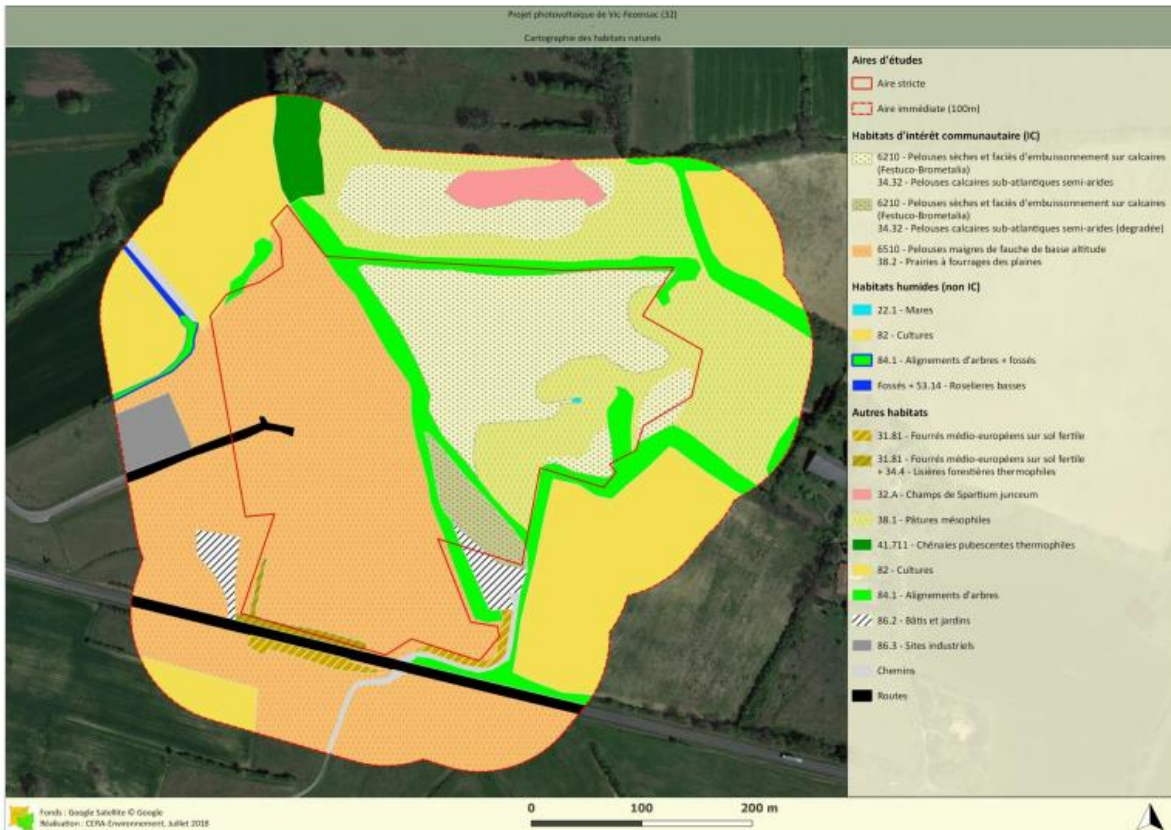 Projet photovoltaïque de Vic-Fezensac (32)
Cartographie des habitats naturels
Aires d'études
Aire stricte
Aire immédiate (100m)
Habitats d'intérêt communautaire (IC)
6210 - Pelouses sèches et faciès d'embuissonnement sur calcaires
(Festuco-Brometalia)
34.32 - Pelouses calcaires sub-atlantiques semi-arides
6210 - Pelouses sèches et faciès d'embuissonnement sur calcaires
(Festuco-Brometalia)
34.32 - Pelouses calcaires sub-atlantiques semi-arides (degradée)
6510 - Pelouses maigres de fauche de basse altitude
38.2 - Prairies à fourrages des plaines
Habitats humides (non IC)
22.1 - Mares
82 - Cultures
84.1 - Alignements d'arbres + fossés
Fossés + 53.14 - Roselieres basses
Autres habitats
31.81 - Fourrés médio-européens sur sol fertile
31.81 - Fourrés médio-européens sur sol fertile
+ 34.4 - Lisières forestières thermophiles
32.A - Champs de Spartium junceum
38.1 - Pâtures mésophiles
41.711 - Chênaies pubescentes thermophiles
82 - Cultures
84.1 - Alignements d'arbres
86.2 - Bâtis et jardins
86.3 - Sites industriels
Chemins
Routes
Fonds : Google Satellite © Google
Réalisation : CERA-Environnement, Juillet 2018
0 100 200 m